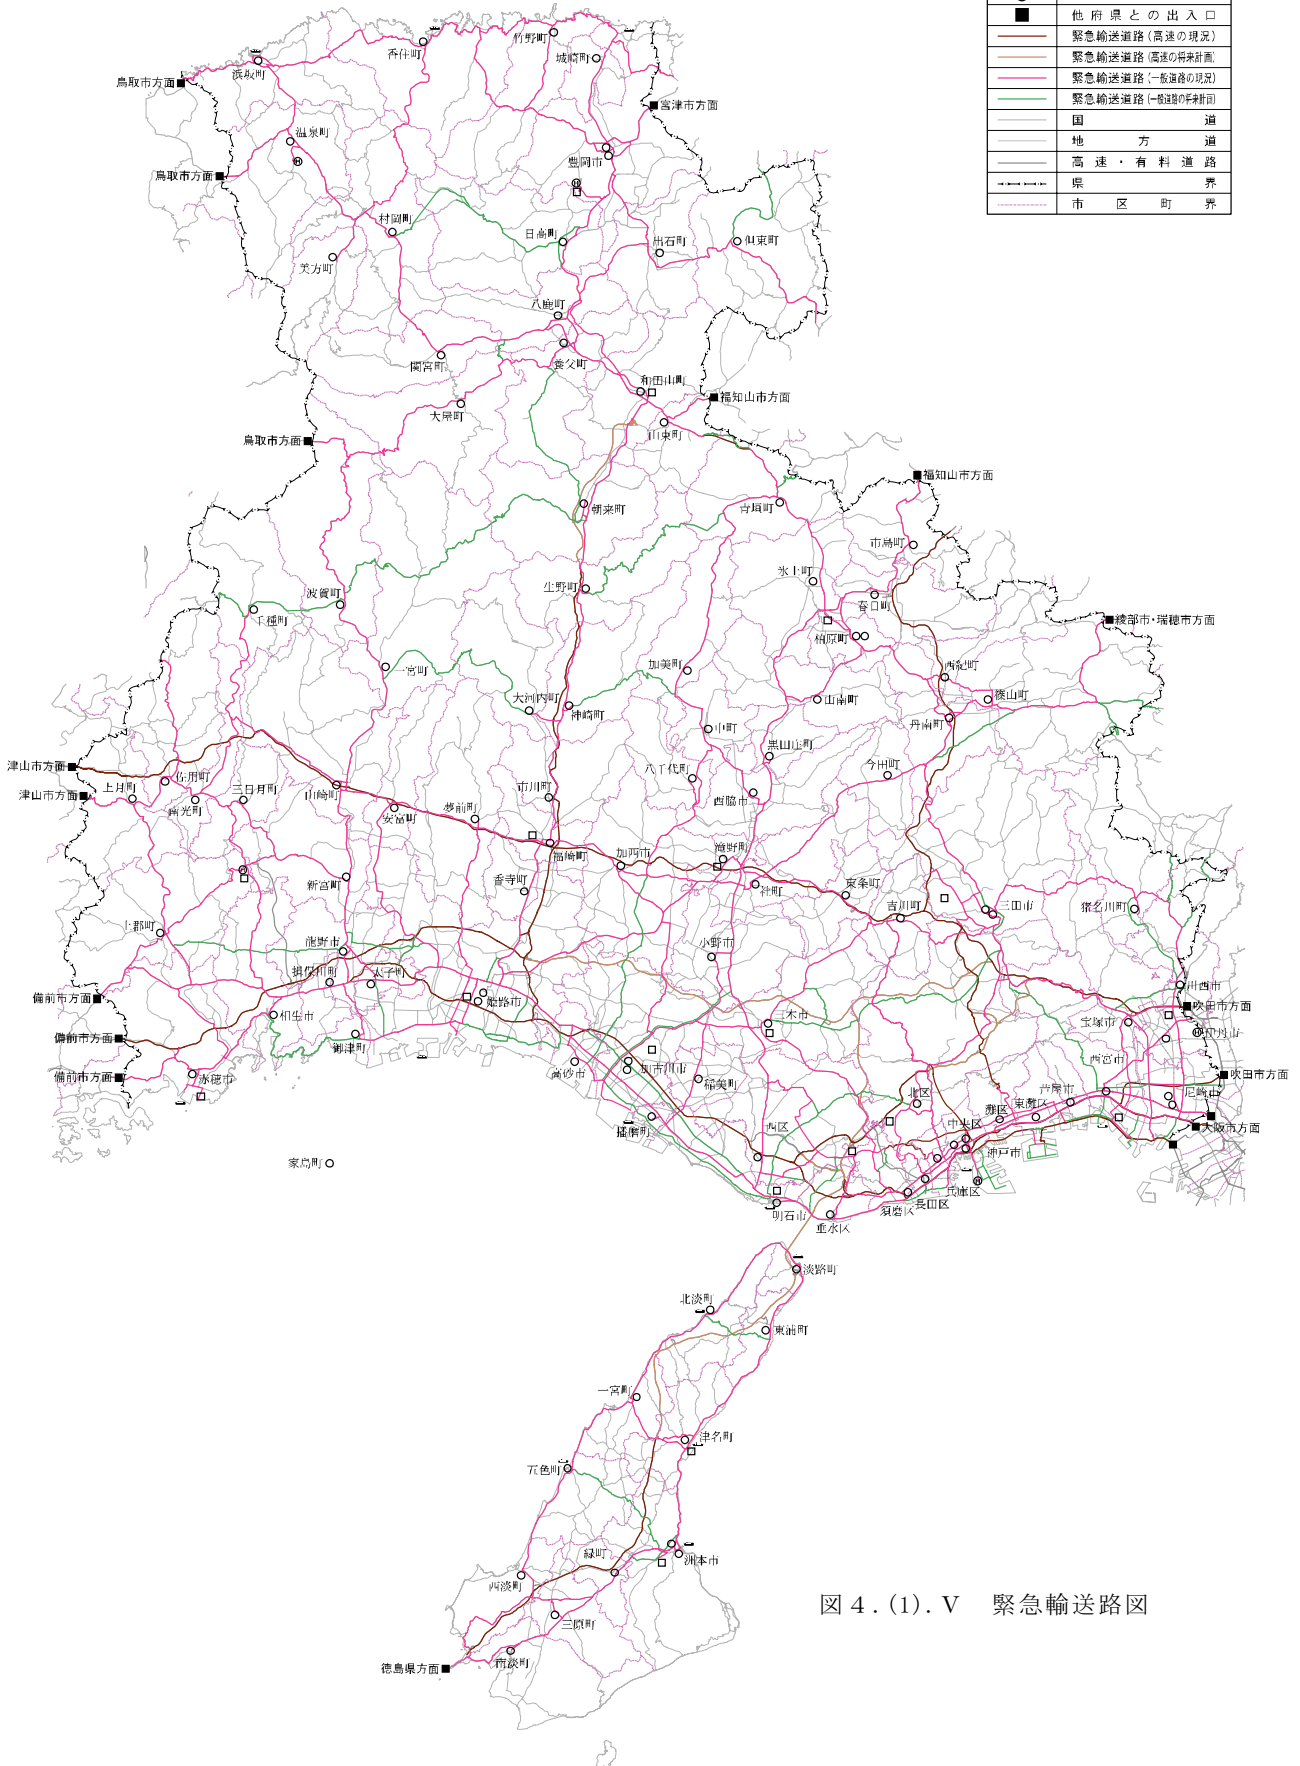 他府県との出入口
緊急輸送道路(高速の現況)
緊急輸送道路(高速の将来計画)
緊急輸送道路(一般道路の現況)
緊急輸送道路(一般道路の将来計画)
国道
地方道
高速・有料道路
県界
市区町界
竹野町
香住町
城崎町
浜坂町
鳥取市方面
宮津市方面
温泉町
豊岡市
鳥取市方面
村岡町
日高町
出石町
但東町
美方町
八鹿町
関宮町
養父町
和田山町
福知山市方面
大屋町
山東町
鳥取市方面
福知山市方面
朝来町
青垣町
市島町
氷上町
生野町
波賀町
春日町
千種町
綾部市・瑞穂市方面
柏原町
一宮町
加美町
西紀町
大河内町
神崎町
山南町
篠山町
丹南町
中町
黒田庄町
津山市方面
佐用町
八千代町
今田町
津山市方面
上月町
南光町
三日月町
山崎町
安富町
夢前町
市川町
西脇市
福崎町
加西市
滝野町
新宮町
香寺町
社町
東条町
吉川町
三田市
猪名川町
上郡町
龍野市
小野市
揖保川町
太子町
備前市方面
姫路市
川西市
吹田市方面
相生市
三木市
宝塚市
伊丹市
備前市方面
御津町
西宮市
備前市方面
赤穂市
高砂市
加古川市
稲美町
北区
芦屋市
尼崎市
吹田市方面
灘区
東灘区
播磨町
西区
中央区
大阪市方面
神戸市
家島町
兵庫区
長田区
須磨区
明石市
垂水区
淡路町
北淡町
東浦町
一宮町
津名町
五色町
緑町
洲本市
西淡町
三原町
南淡町
徳島県方面
図4.(1).V 緊急輸送路図